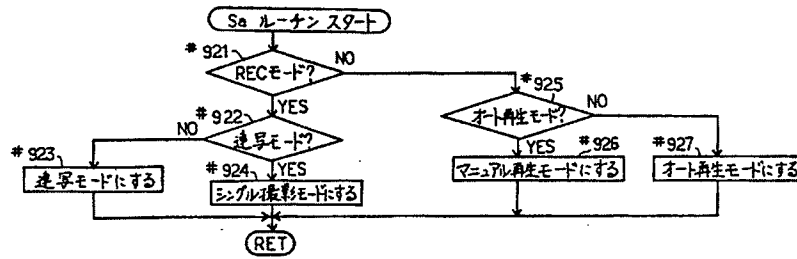 Sa ルーチン スタート
#921
RECモード?
NO
YES
#922
連写モード?
NO
YES
#923
連写モードにする
#924
シングル撮影モードにする
#925
オート再生モード?
NO
YES
#926
マニュアル再生モードにする
#927
オート再生モードにする
RET